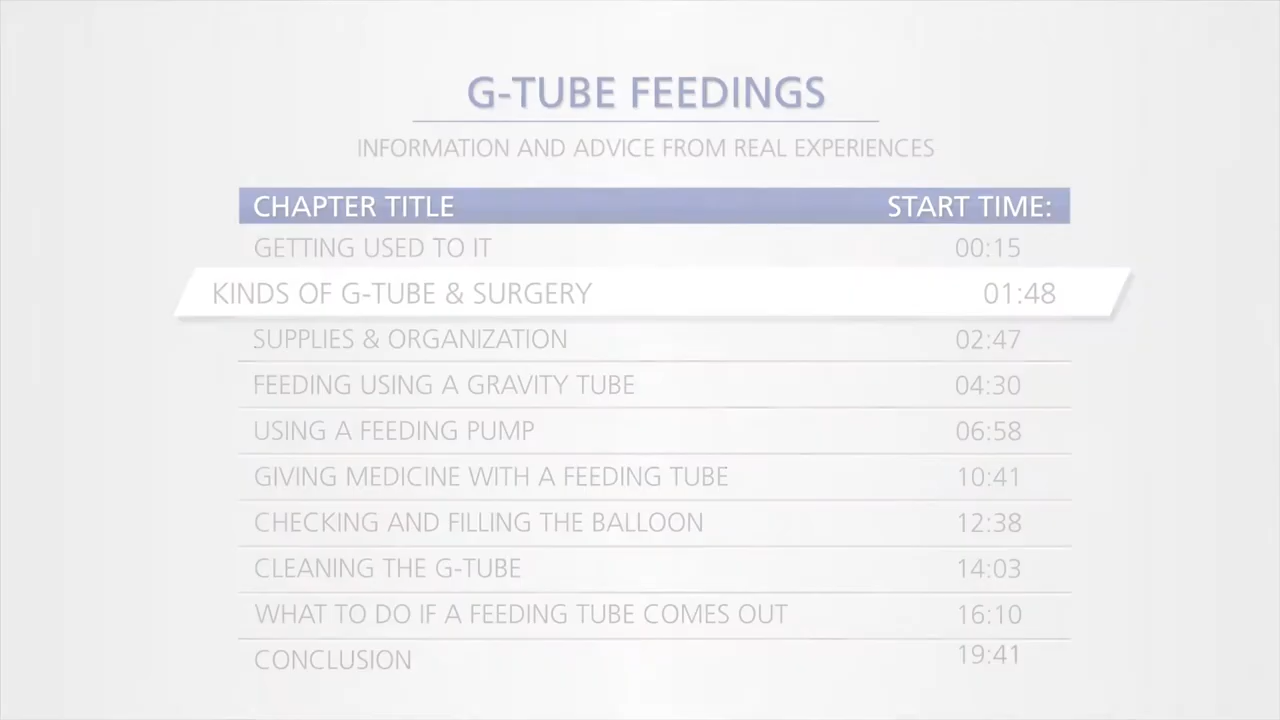 G-TUBE FEEDINGS
INFORMATION AND ADVICE FROM REAL EXPERIENCES
CHAPTER TITLE START TIME:
GETTING USED TO IT 00:15
KINDS OF G-TUBE & SURGERY 01:48
SUPPLIES & ORGANIZATION 02:47
FEEDING USING A GRAVITY TUBE 04:30
USING A FEEDING PUMP 06:58
GIVING MEDICINE WITH A FEEDING TUBE 10:41
CHECKING AND FILLING THE BALLOON 12:38
CLEANING THE G-TUBE 14:03
WHAT TO DO IF A FEEDING TUBE COMES OUT 16:10
CONCLUSION 19:41